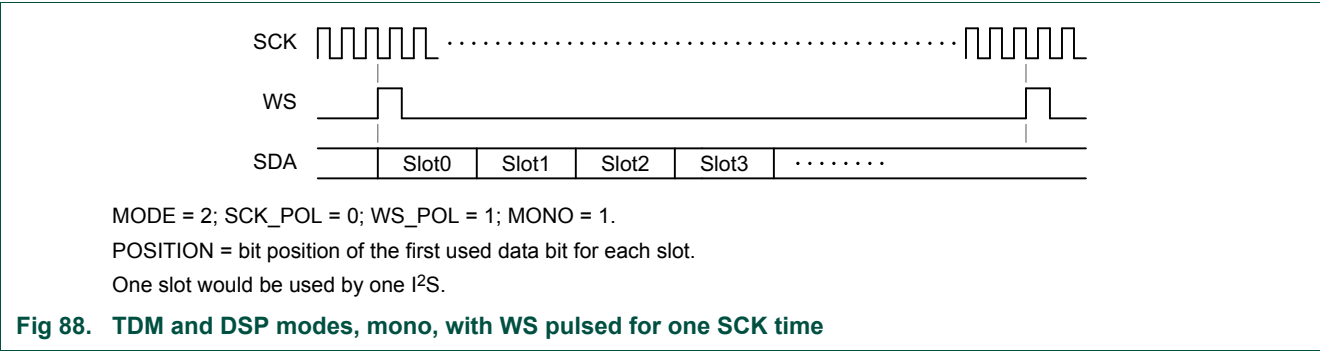 SCK
WS
SDA Slot0 Slot1 Slot2 Slot3 ........
MODE = 2; SCK_POL = 0; WS_POL = 1; MONO = 1.
POSITION = bit position of the first used data bit for each slot.
One slot would be used by one I²S.
Fig 88. TDM and DSP modes, mono, with WS pulsed for one SCK time